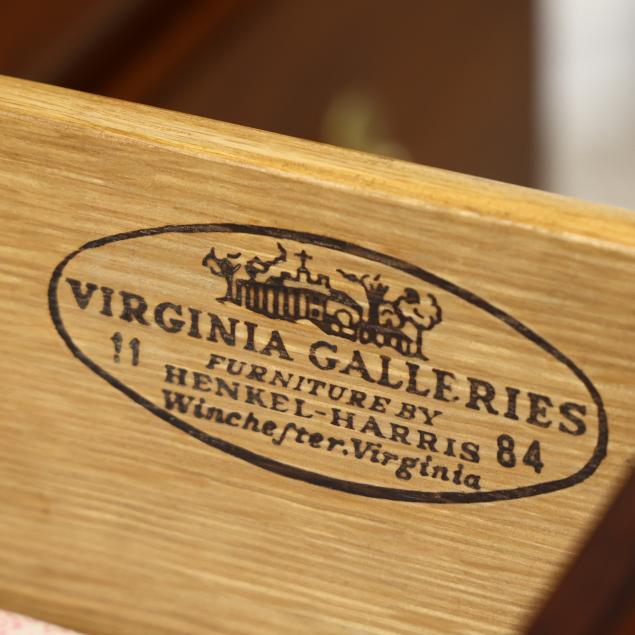 VIRGINIA GALLERIES
11 FURNITURE BY
HENKEL-HARRIS 84
Wincheſter, Virginia